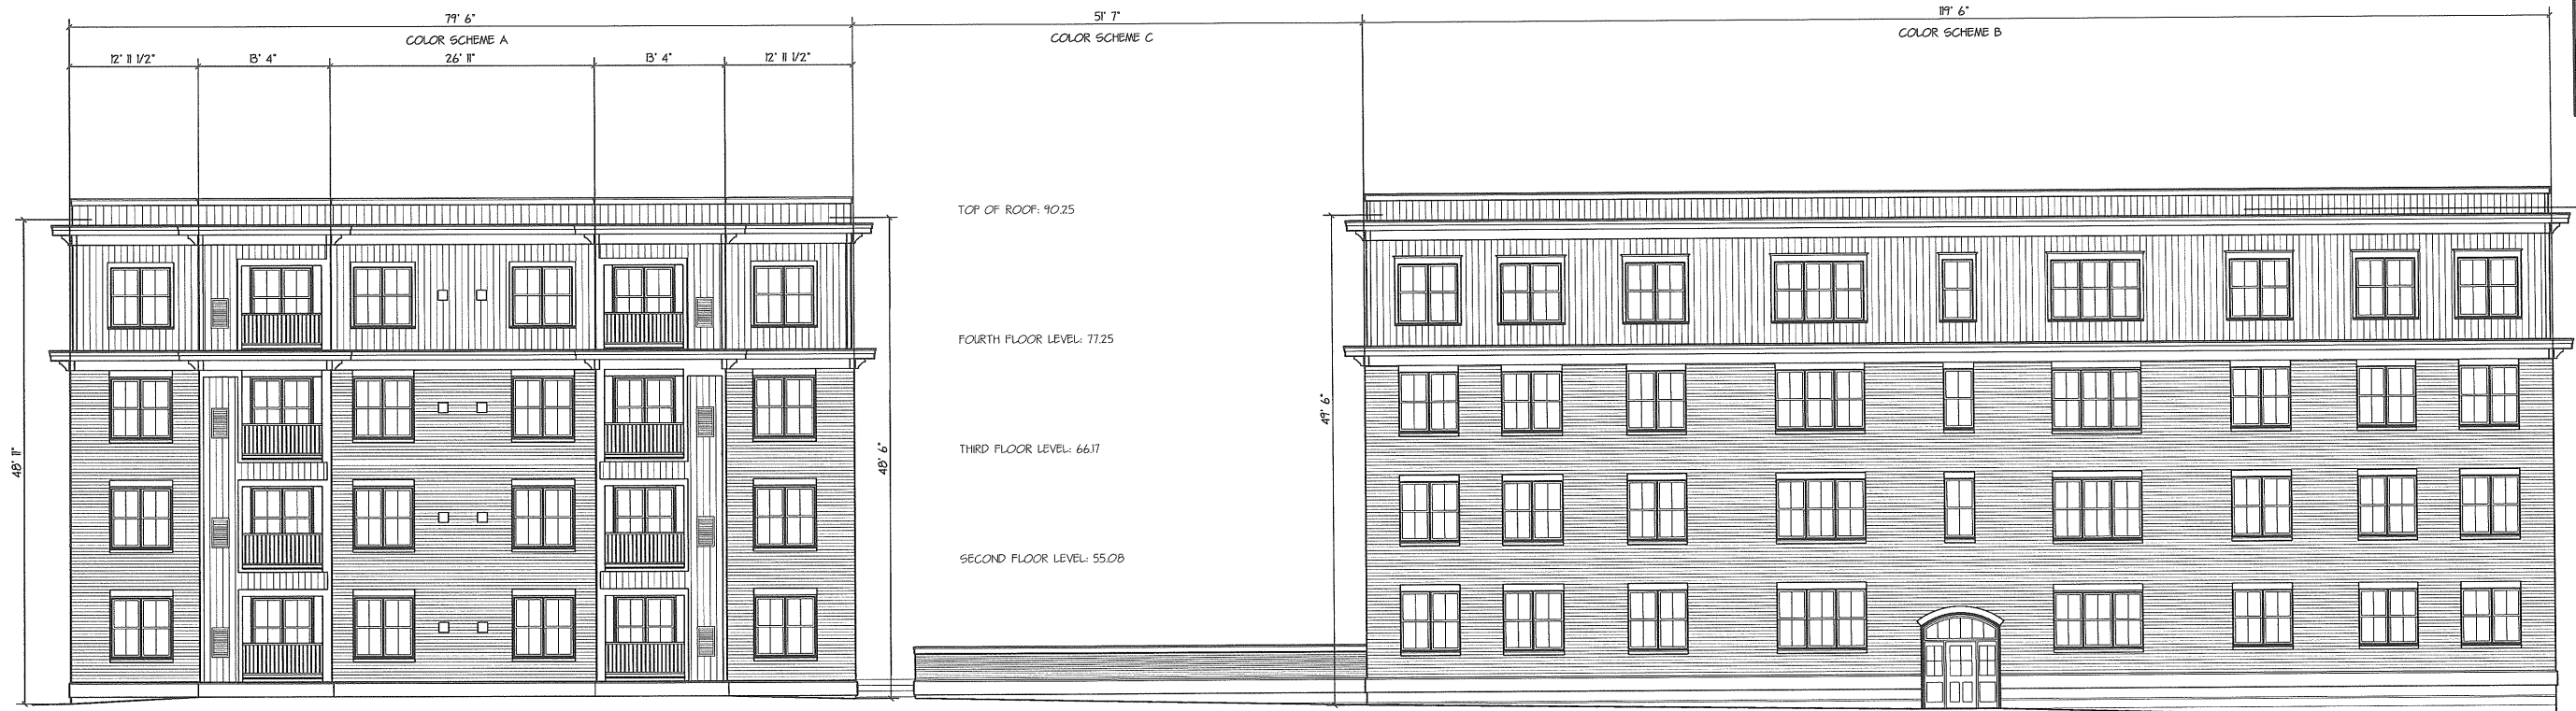 79' 6"
51' 7"
119' 6"
COLOR SCHEME A
COLOR SCHEME C
COLOR SCHEME B
12' 11 1/2"
13' 4"
26' 11"
13' 4"
12' 11 1/2"
TOP OF ROOF: 90.25
FOURTH FLOOR LEVEL: 77.25
THIRD FLOOR LEVEL: 66.17
SECOND FLOOR LEVEL: 55.08
48' 11"
48' 6"
49' 6"